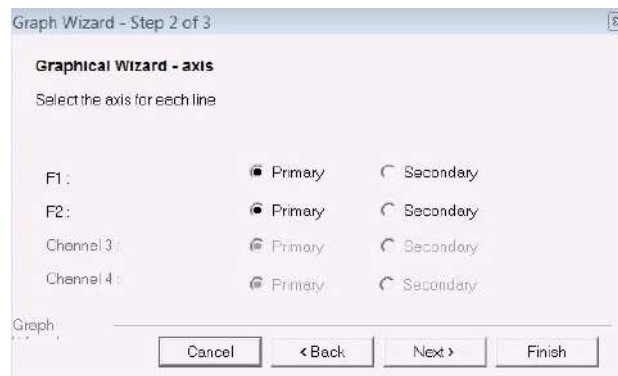 Graph Wizard - Step 2 of 3
Graphical Wizard - axis
Select the axis for each line
F1 : Primary Secondary
F2 : Primary Secondary
Channel 3 : Primary Secondary
Channel 4 : Primary Secondary
Graph
Cancel < Back Next > Finish